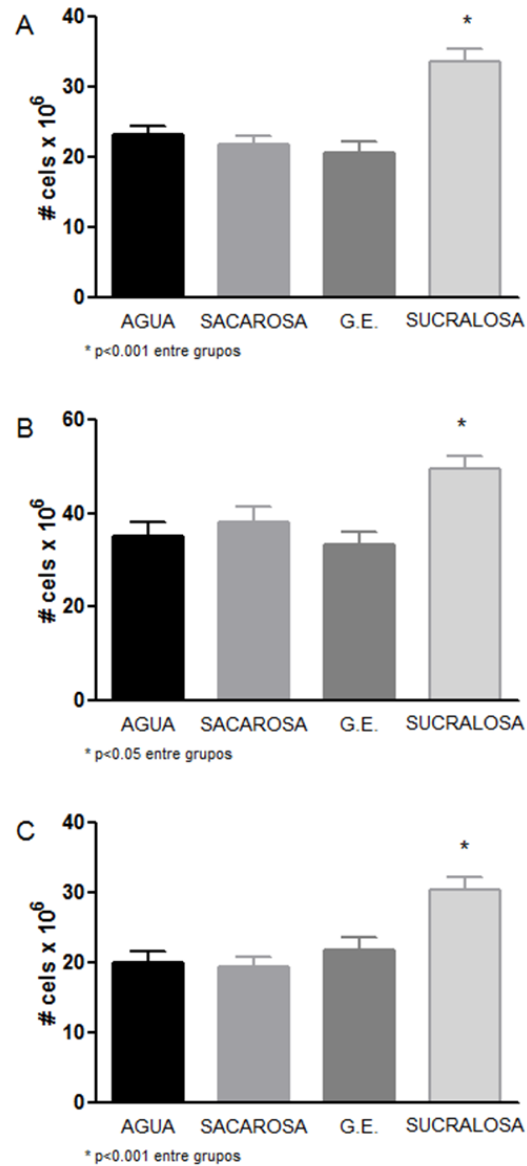 A
*
40
30
20
10
0
# cels x 10⁶
AGUA SACAROSA G.E. SUCRALOSA
* p<0.001 entre grupos
B
*
60
40
20
0
# cels x 10⁶
AGUA SACAROSA G.E. SUCRALOSA
* p<0.05 entre grupos
C
*
40
30
20
10
0
# cels x 10⁶
AGUA SACAROSA G.E. SUCRALOSA
* p<0.001 entre grupos